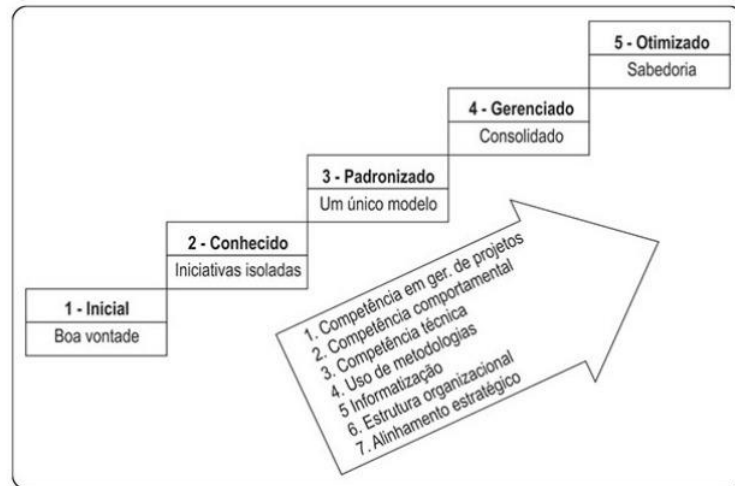 5 - Otimizado
Sabedoria
4 - Gerenciado
Consolidado
3 - Padronizado
Um único modelo
2 - Conhecido
Iniciativas isoladas
1 - Inicial
Boa vontade
1. Competência em ger. de projetos
2. Competência comportamental
3. Competência técnica
4. Uso de metodologias
5 Informatização
6. Estrutura organizacional
7. Alinhamento estratégico